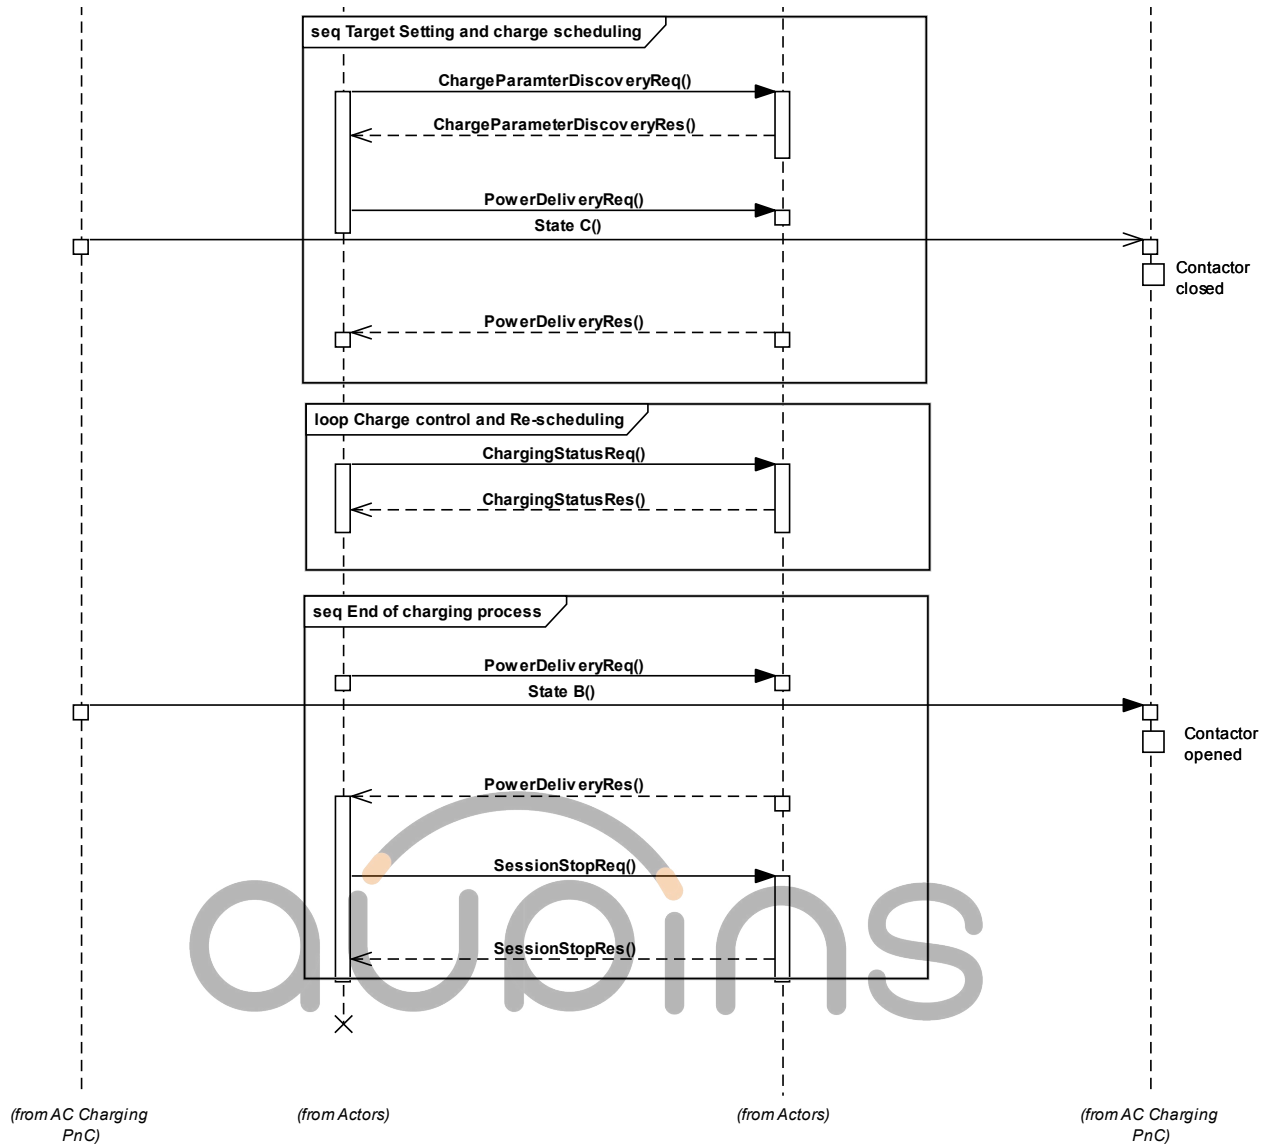 seq Target Setting and charge scheduling
ChargeParamterDiscoveryReq()
ChargeParameterDiscoveryRes()
PowerDeliveryReq()
State C()
Contactor
closed
PowerDeliveryRes()
loop Charge control and Re-scheduling
ChargingStatusReq()
ChargingStatusRes()
seq End of charging process
PowerDeliveryReq()
State B()
Contactor
opened
PowerDeliveryRes()
SessionStopReq()
SessionStopRes()
aupins
(from AC Charging
PnC)
(from Actors)
(from Actors)
(from AC Charging
PnC)